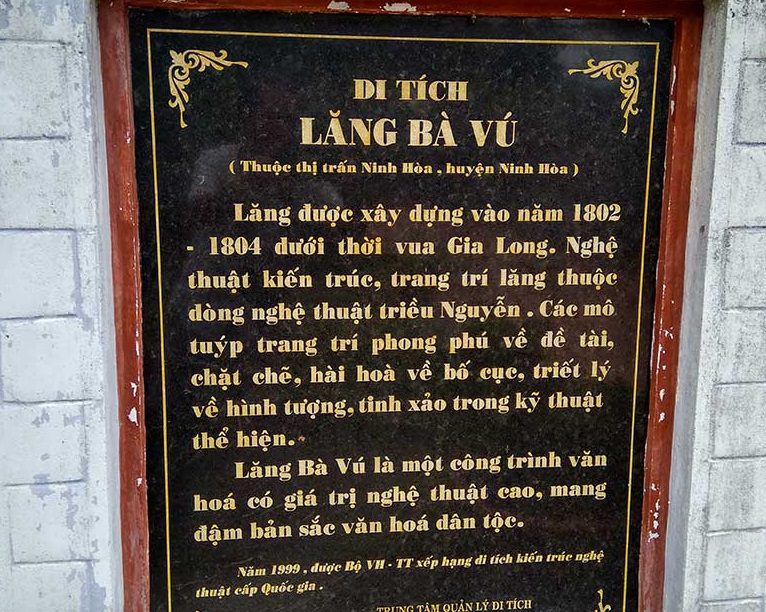 DI TÍCH
LĂNG BÀ VÚ
( Thuộc thị trấn Ninh Hòa , huyện Ninh Hòa )
Lăng được xây dựng vào năm 1802
- 1804 dưới thời vua Gia Long. Nghệ
thuật kiến trúc, trang trí lăng thuộc
dòng nghệ thuật triều Nguyễn . Các mô
tuýp trang trí phong phú về đề tài,
chặt chẽ, hài hoà về bố cục, triết lý
về hình tượng, tinh xảo trong kỹ thuật
thể hiện.
Lăng Bà Vú là một công trình văn
hoá có giá trị nghệ thuật cao, mang
đậm bản sắc văn hoá dân tộc.
Năm 1999 , được Bộ VH - TT xếp hạng di tích kiến trúc nghệ
thuật cấp Quốc gia .
TRUNG TÂM QUẢN LÝ DI TÍCH